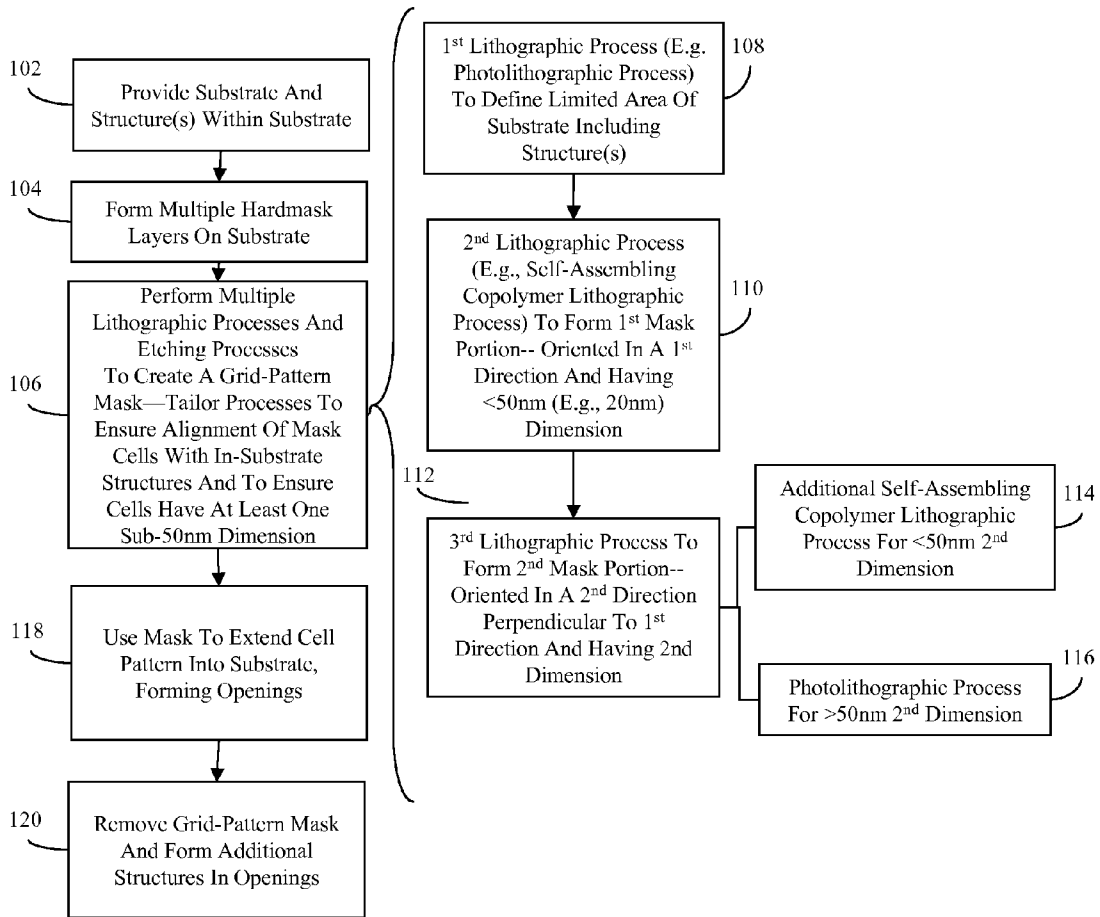 102
Provide Substrate And
Structure(s) Within Substrate
104
Form Multiple Hardmask
Layers On Substrate
106
Perform Multiple
Lithographic Processes And
Etching Processes
To Create A Grid-Pattern
Mask—Tailor Processes To
Ensure Alignment Of Mask
Cells With In-Substrate
Structures And To Ensure
Cells Have At Least One
Sub-50nm Dimension
118
Use Mask To Extend Cell
Pattern Into Substrate,
Forming Openings
120
Remove Grid-Pattern Mask
And Form Additional
Structures In Openings
1st Lithographic Process (E.g.
Photolithographic Process)
To Define Limited Area Of
Substrate Including
Structure(s)
108
2nd Lithographic Process
(E.g., Self-Assembling
Copolymer Lithographic
Process) To Form 1st Mask
Portion-- Oriented In A 1st
Direction And Having
<50nm (E.g., 20nm)
Dimension
110
112
3rd Lithographic Process To
Form 2nd Mask Portion--
Oriented In A 2nd Direction
Perpendicular To 1st
Direction And Having 2nd
Dimension
Additional Self-Assembling
Copolymer Lithographic
Process For <50nm 2nd
Dimension
114
Photolithographic Process
For >50nm 2nd Dimension
116